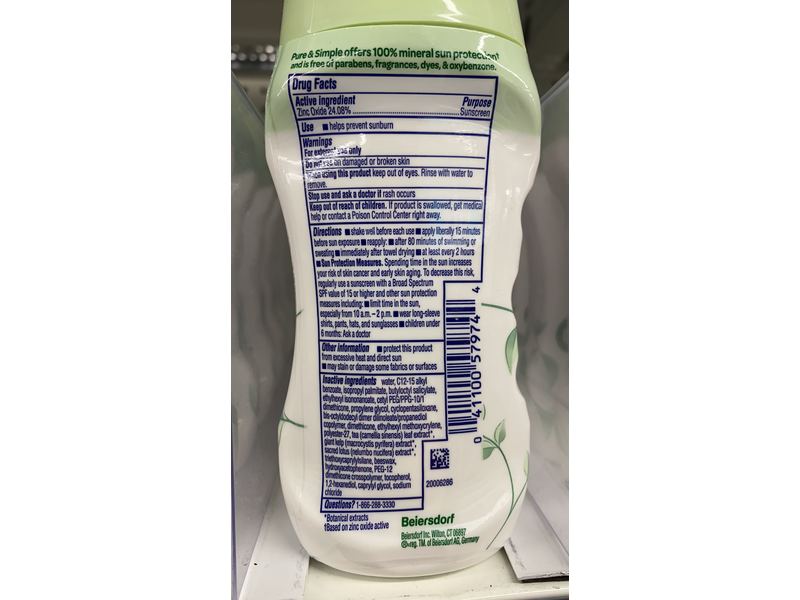 Pure & Simple offers 100% mineral sun protection†
and is free of parabens, fragrances, dyes, & oxybenzone.
Drug Facts
Active ingredient Purpose
Zinc Oxide 24.08% Sunscreen
Use ■ helps prevent sunburn
Warnings
For external use only
Do not use on damaged or broken skin
When using this product keep out of eyes. Rinse with water to
remove.
Stop use and ask a doctor if rash occurs
Keep out of reach of children. If product is swallowed, get medical
help or contact a Poison Control Center right away.
Directions ■ shake well before each use ■ apply liberally 15 minutes
before sun exposure ■ reapply: ■ after 80 minutes of swimming or
sweating ■ immediately after towel drying ■ at least every 2 hours
■ Sun Protection Measures. Spending time in the sun increases
your risk of skin cancer and early skin aging. To decrease this risk,
regularly use a sunscreen with a Broad Spectrum
SPF value of 15 or higher and other sun protection
measures including: ■ limit time in the sun,
especially from 10 a.m. – 2 p.m. ■ wear long-sleeve
shirts, pants, hats, and sunglasses ■ children under
6 months: Ask a doctor
Other information ■ protect this product
from excessive heat and direct sun
■ may stain or damage some fabrics or surfaces
Inactive ingredients water, C12-15 alkyl
benzoate, isopropyl palmitate, butyloctyl salicylate,
ethylhexyl isononanoate, cetyl PEG/PPG-10/1
dimethicone, propylene glycol, cyclopentasiloxane,
bis-octyldodecyl dimer dilinoleate/propanediol
copolymer, dimethicone, ethylhexyl methoxycrylene,
polyester-27, tea (camellia sinensis) leaf extract*,
giant kelp (macrocystis pyrifera) extract*,
sacred lotus (nelumbo nucifera) extract*,
triethoxycaprylylsilane, beeswax,
hydroxyacetophenone, PEG-12
dimethicone crosspolymer, tocopherol,
1,2-hexanediol, caprylyl glycol, sodium
chloride
Questions? 1-866-288-3330
*Botanical extracts
†Based on zinc oxide active
0 41100 57974 4
20006286
Beiersdorf
Beiersdorf Inc. Wilton, CT 06897
®=reg. TM. of Beiersdorf AG, Germany